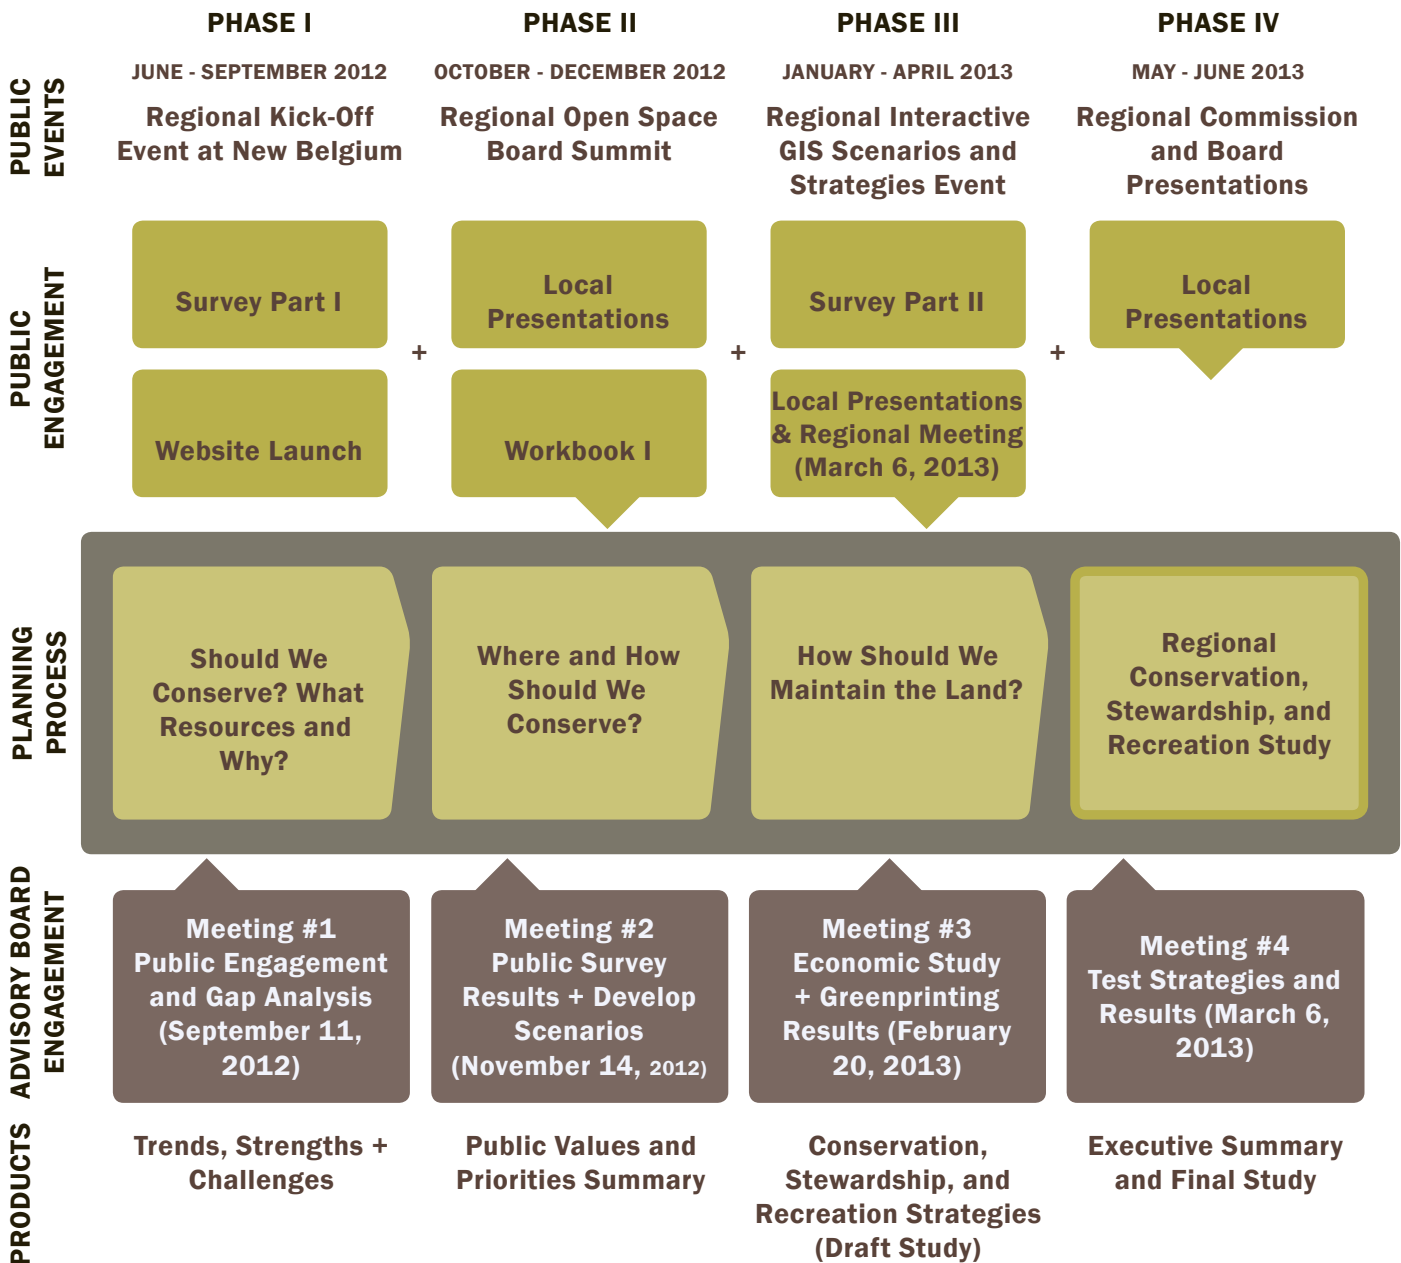 PHASE I
PHASE II
PHASE III
PHASE IV
PUBLIC
EVENTS
JUNE - SEPTEMBER 2012
OCTOBER - DECEMBER 2012
JANUARY - APRIL 2013
MAY - JUNE 2013
Regional Kick-Off
Event at New Belgium
Regional Open Space
Board Summit
Regional Interactive
GIS Scenarios and
Strategies Event
Regional Commission
and Board
Presentations
PUBLIC
ENGAGEMENT
Survey Part I
Website Launch
+
Local
Presentations
Workbook I
+
Survey Part II
Local Presentations
& Regional Meeting
(March 6, 2013)
+
Local
Presentations
PLANNING
PROCESS
Should We
Conserve? What
Resources and
Why?
Where and How
Should We
Conserve?
How Should We
Maintain the Land?
Regional
Conservation,
Stewardship, and
Recreation Study
ADVISORY BOARD
ENGAGEMENT
Meeting #1
Public Engagement
and Gap Analysis
(September 11,
2012)
Meeting #2
Public Survey
Results + Develop
Scenarios
(November 14, 2012)
Meeting #3
Economic Study
+ Greenprinting
Results (February
20, 2013)
Meeting #4
Test Strategies and
Results (March 6,
2013)
PRODUCTS
Trends, Strengths +
Challenges
Public Values and
Priorities Summary
Conservation,
Stewardship, and
Recreation Strategies
(Draft Study)
Executive Summary
and Final Study